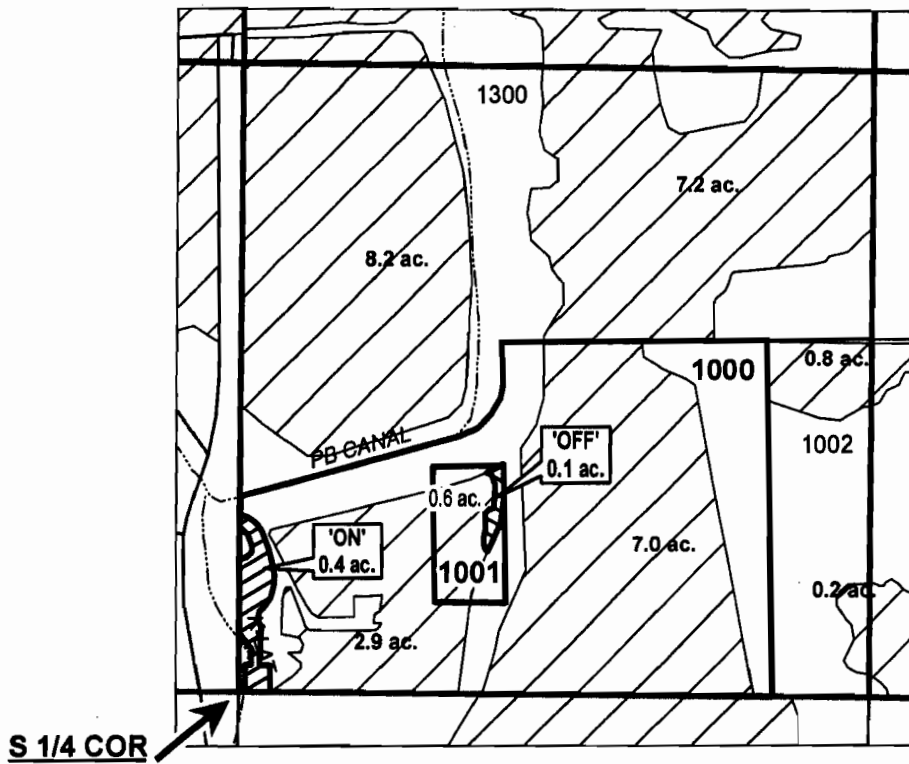 1300
7.2 ac.
8.2 ac.
0.8 ac.
1000
1002
PB CANAL
'OFF'
0.1 ac.
0.6 ac.
'ON'
0.4 ac.
7.0 ac.
1001
0.2 ac.
2.9 ac.
S 1/4 COR